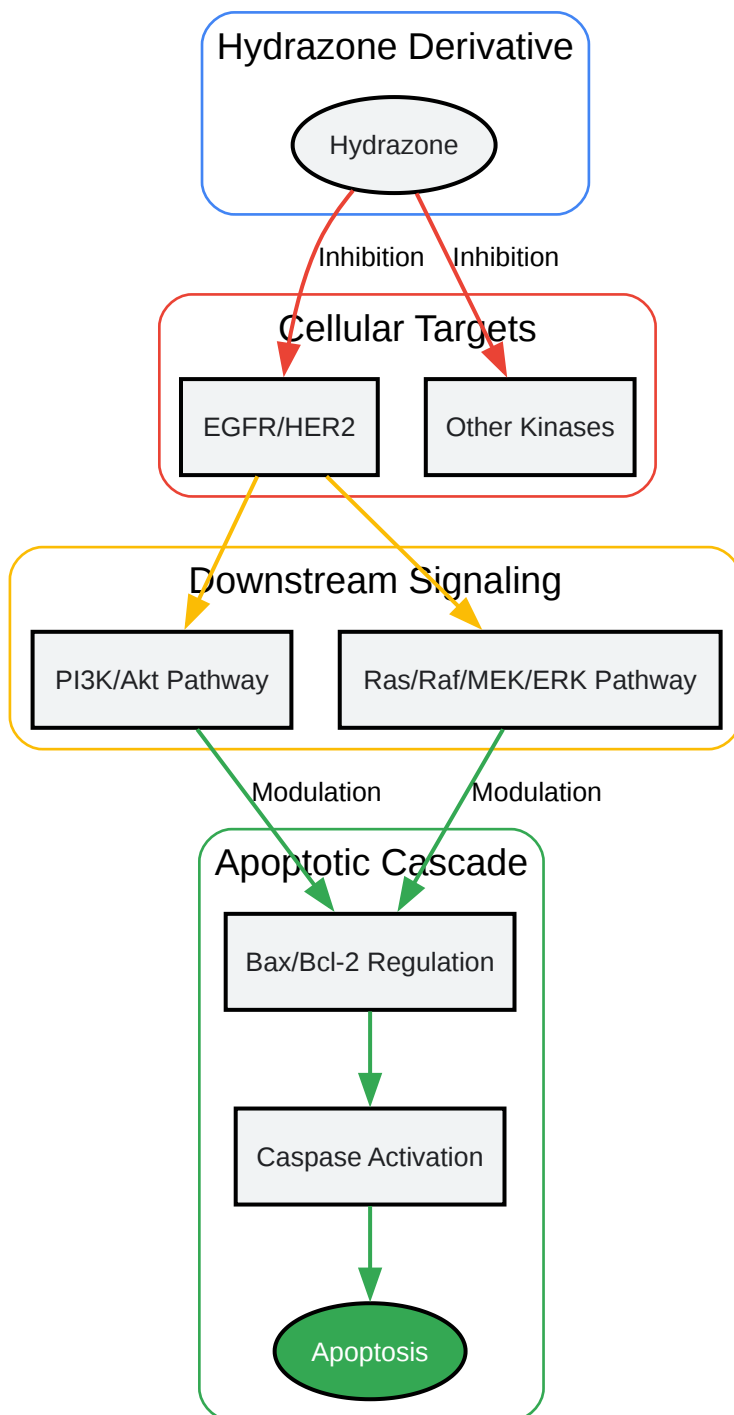 Hydrazone Derivative
Hydrazone
Inhibition
Inhibition
Cellular Targets
EGFR/HER2
Other Kinases
Downstream Signaling
PI3K/Akt Pathway
Ras/Raf/MEK/ERK Pathway
Modulation
Modulation
Apoptotic Cascade
Bax/Bcl-2 Regulation
Caspase Activation
Apoptosis